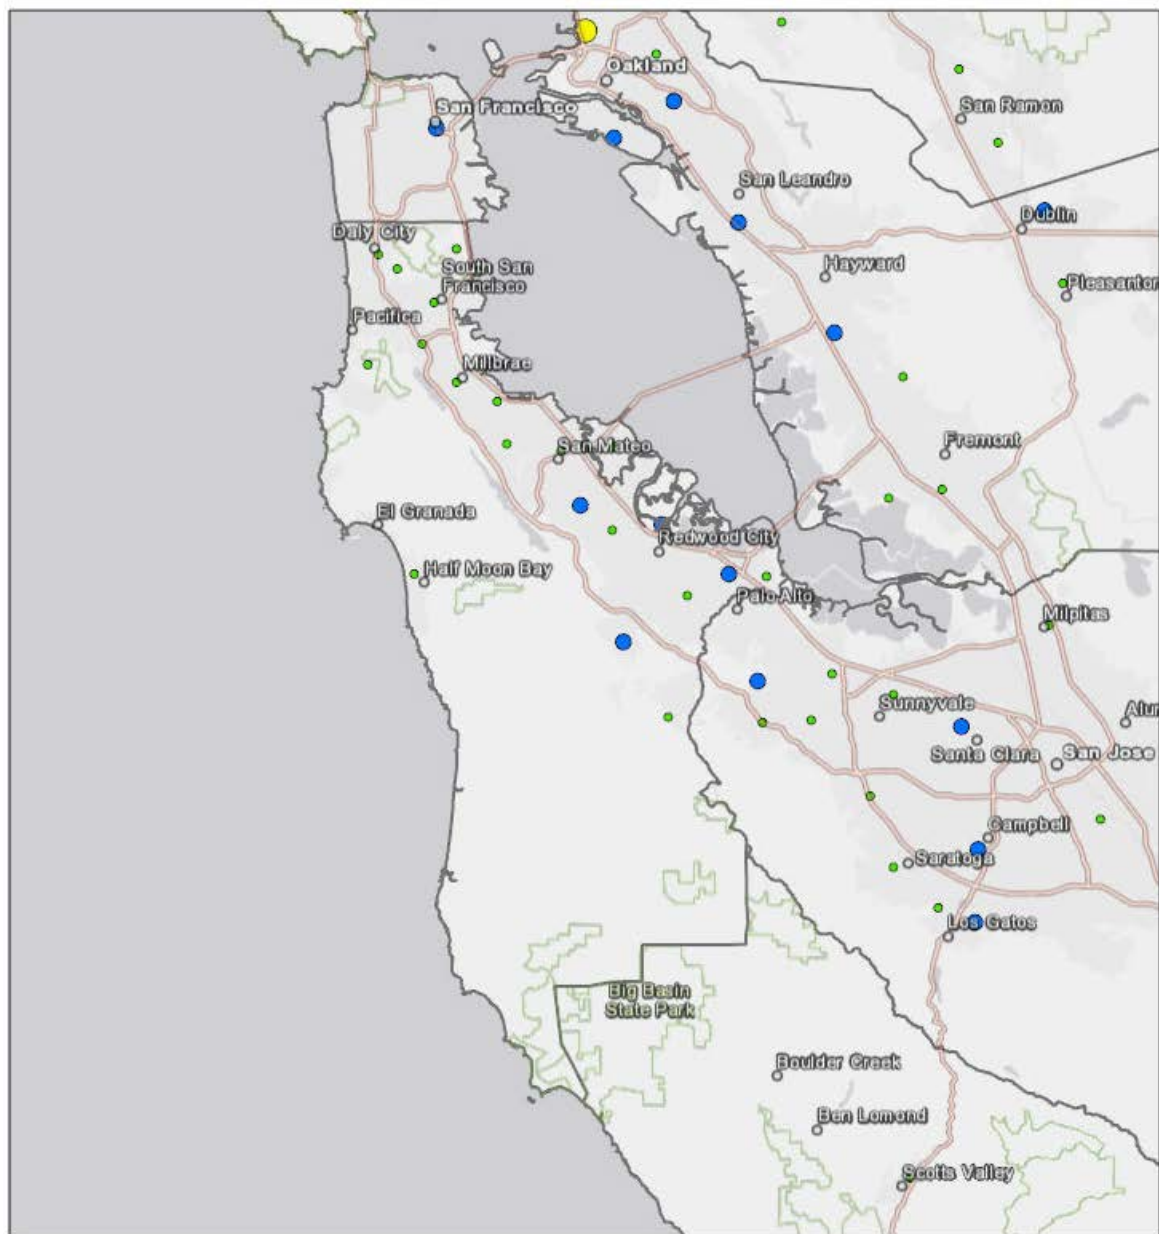 Oakland
San Francisco
San Ramon
San Leandro
Dublin
Daly City
South San
Francisco
Hayward
Pleasanton
Pacifica
Millbrae
San Mateo
Fremont
El Granada
Redwood City
Half Moon Bay
Palo Alto
Milpitas
Sunnyvale
Alum
Santa Clara
San Jose
Campbell
Saratoga
Los Gatos
Big Basin
State Park
Boulder Creek
Ben Lomond
Scotts Valley